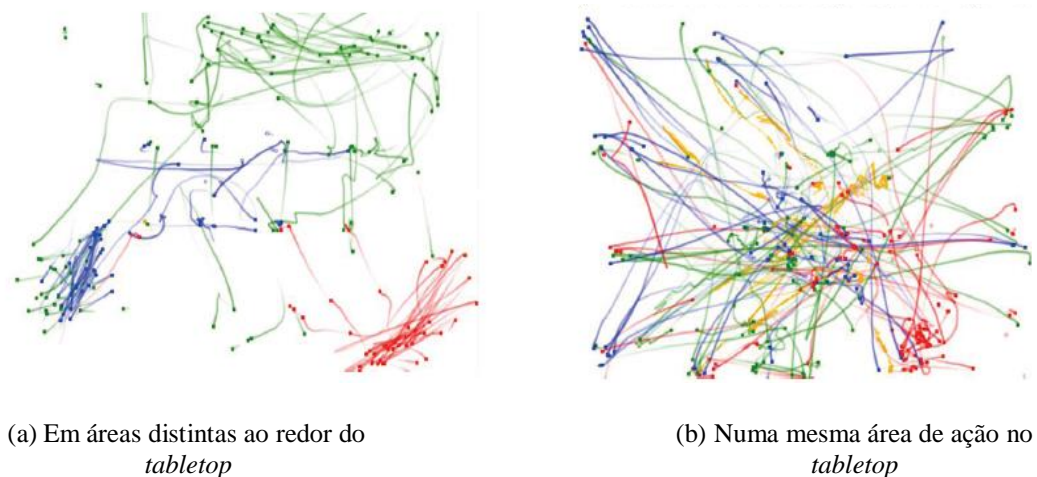 (a) Em áreas distintas ao redor do
tabletop
(b) Numa mesma área de ação no
tabletop